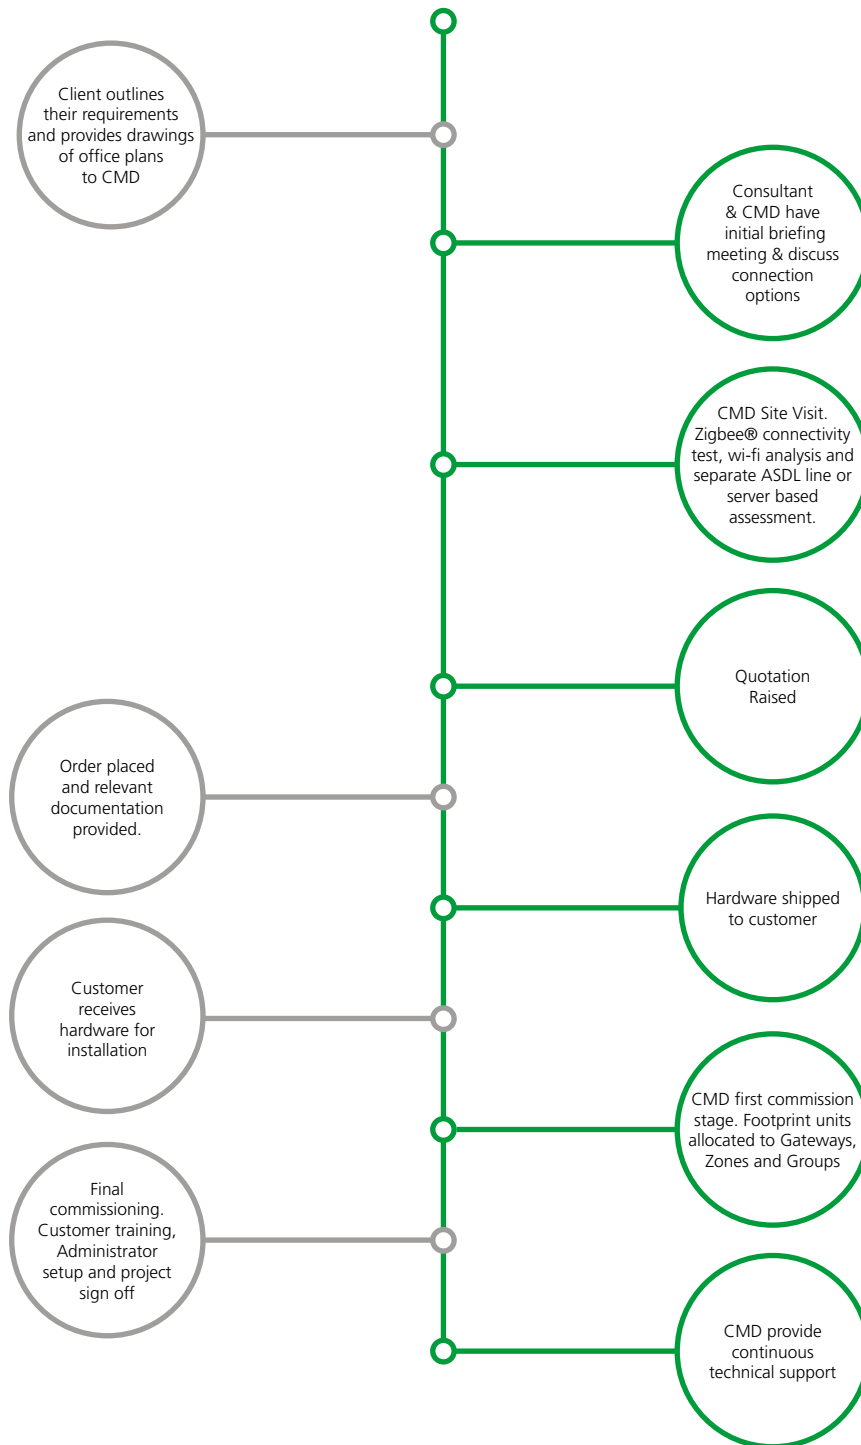 Client outlines
their requirements
and provides drawings
of office plans
to CMD
Consultant
& CMD have
initial briefing
meeting & discuss
connection
options
CMD Site Visit.
Zigbee® connectivity
test, wi-fi analysis and
separate ASDL line or
server based
assessment.
Quotation
Raised
Order placed
and relevant
documentation
provided.
Hardware shipped
to customer
Customer
receives
hardware for
installation
CMD first commission
stage. Footprint units
allocated to Gateways,
Zones and Groups
Final
commissioning.
Customer training,
Administrator
setup and project
sign off
CMD provide
continuous
technical support